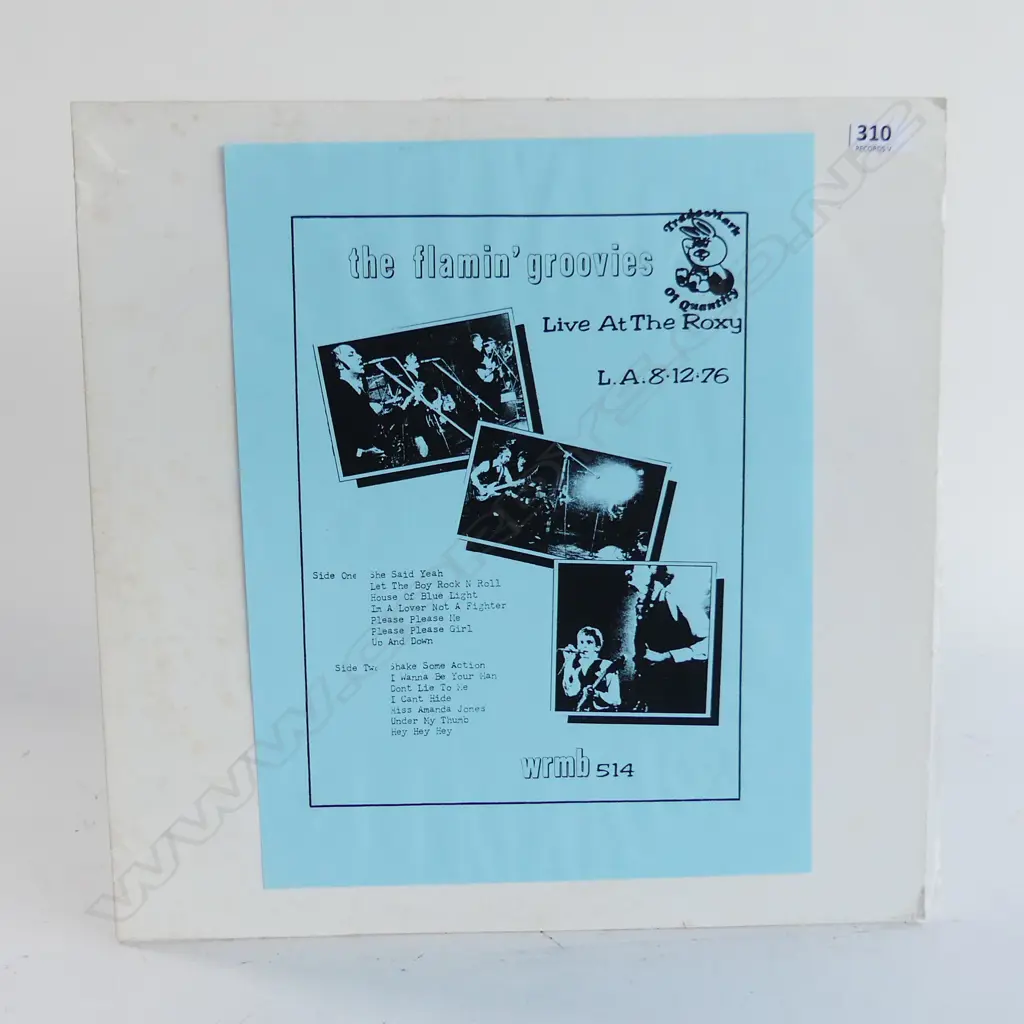 310
RECORDS V
the flamin' groovies
TradeMark
Of Quantity
Live At The Roxy
L.A. 8·12·76
Side One She Said Yeah
Let The Boy Rock N Roll
House Of Blue Light
Im A Lover Not A Fighter
Please Please Me
Please Please Girl
Up And Down
Side Two Shake Some Action
I Wanna Be Your Man
Dont Lie To Me
I Cant Hide
Miss Amanda Jones
Under My Thumb
Hey Hey Hey
wrmb 514